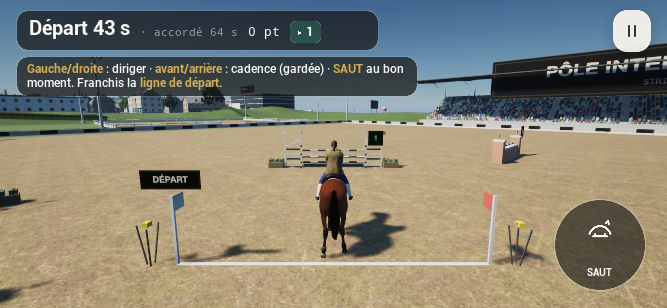 Départ 43 s · accordé 64 s 0 pt ▸ 1
Gauche/droite : diriger · avant/arrière : cadence (gardée) · SAUT au bon
moment. Franchis la ligne de départ.
PÔLE INTER
DÉPART
SAUT